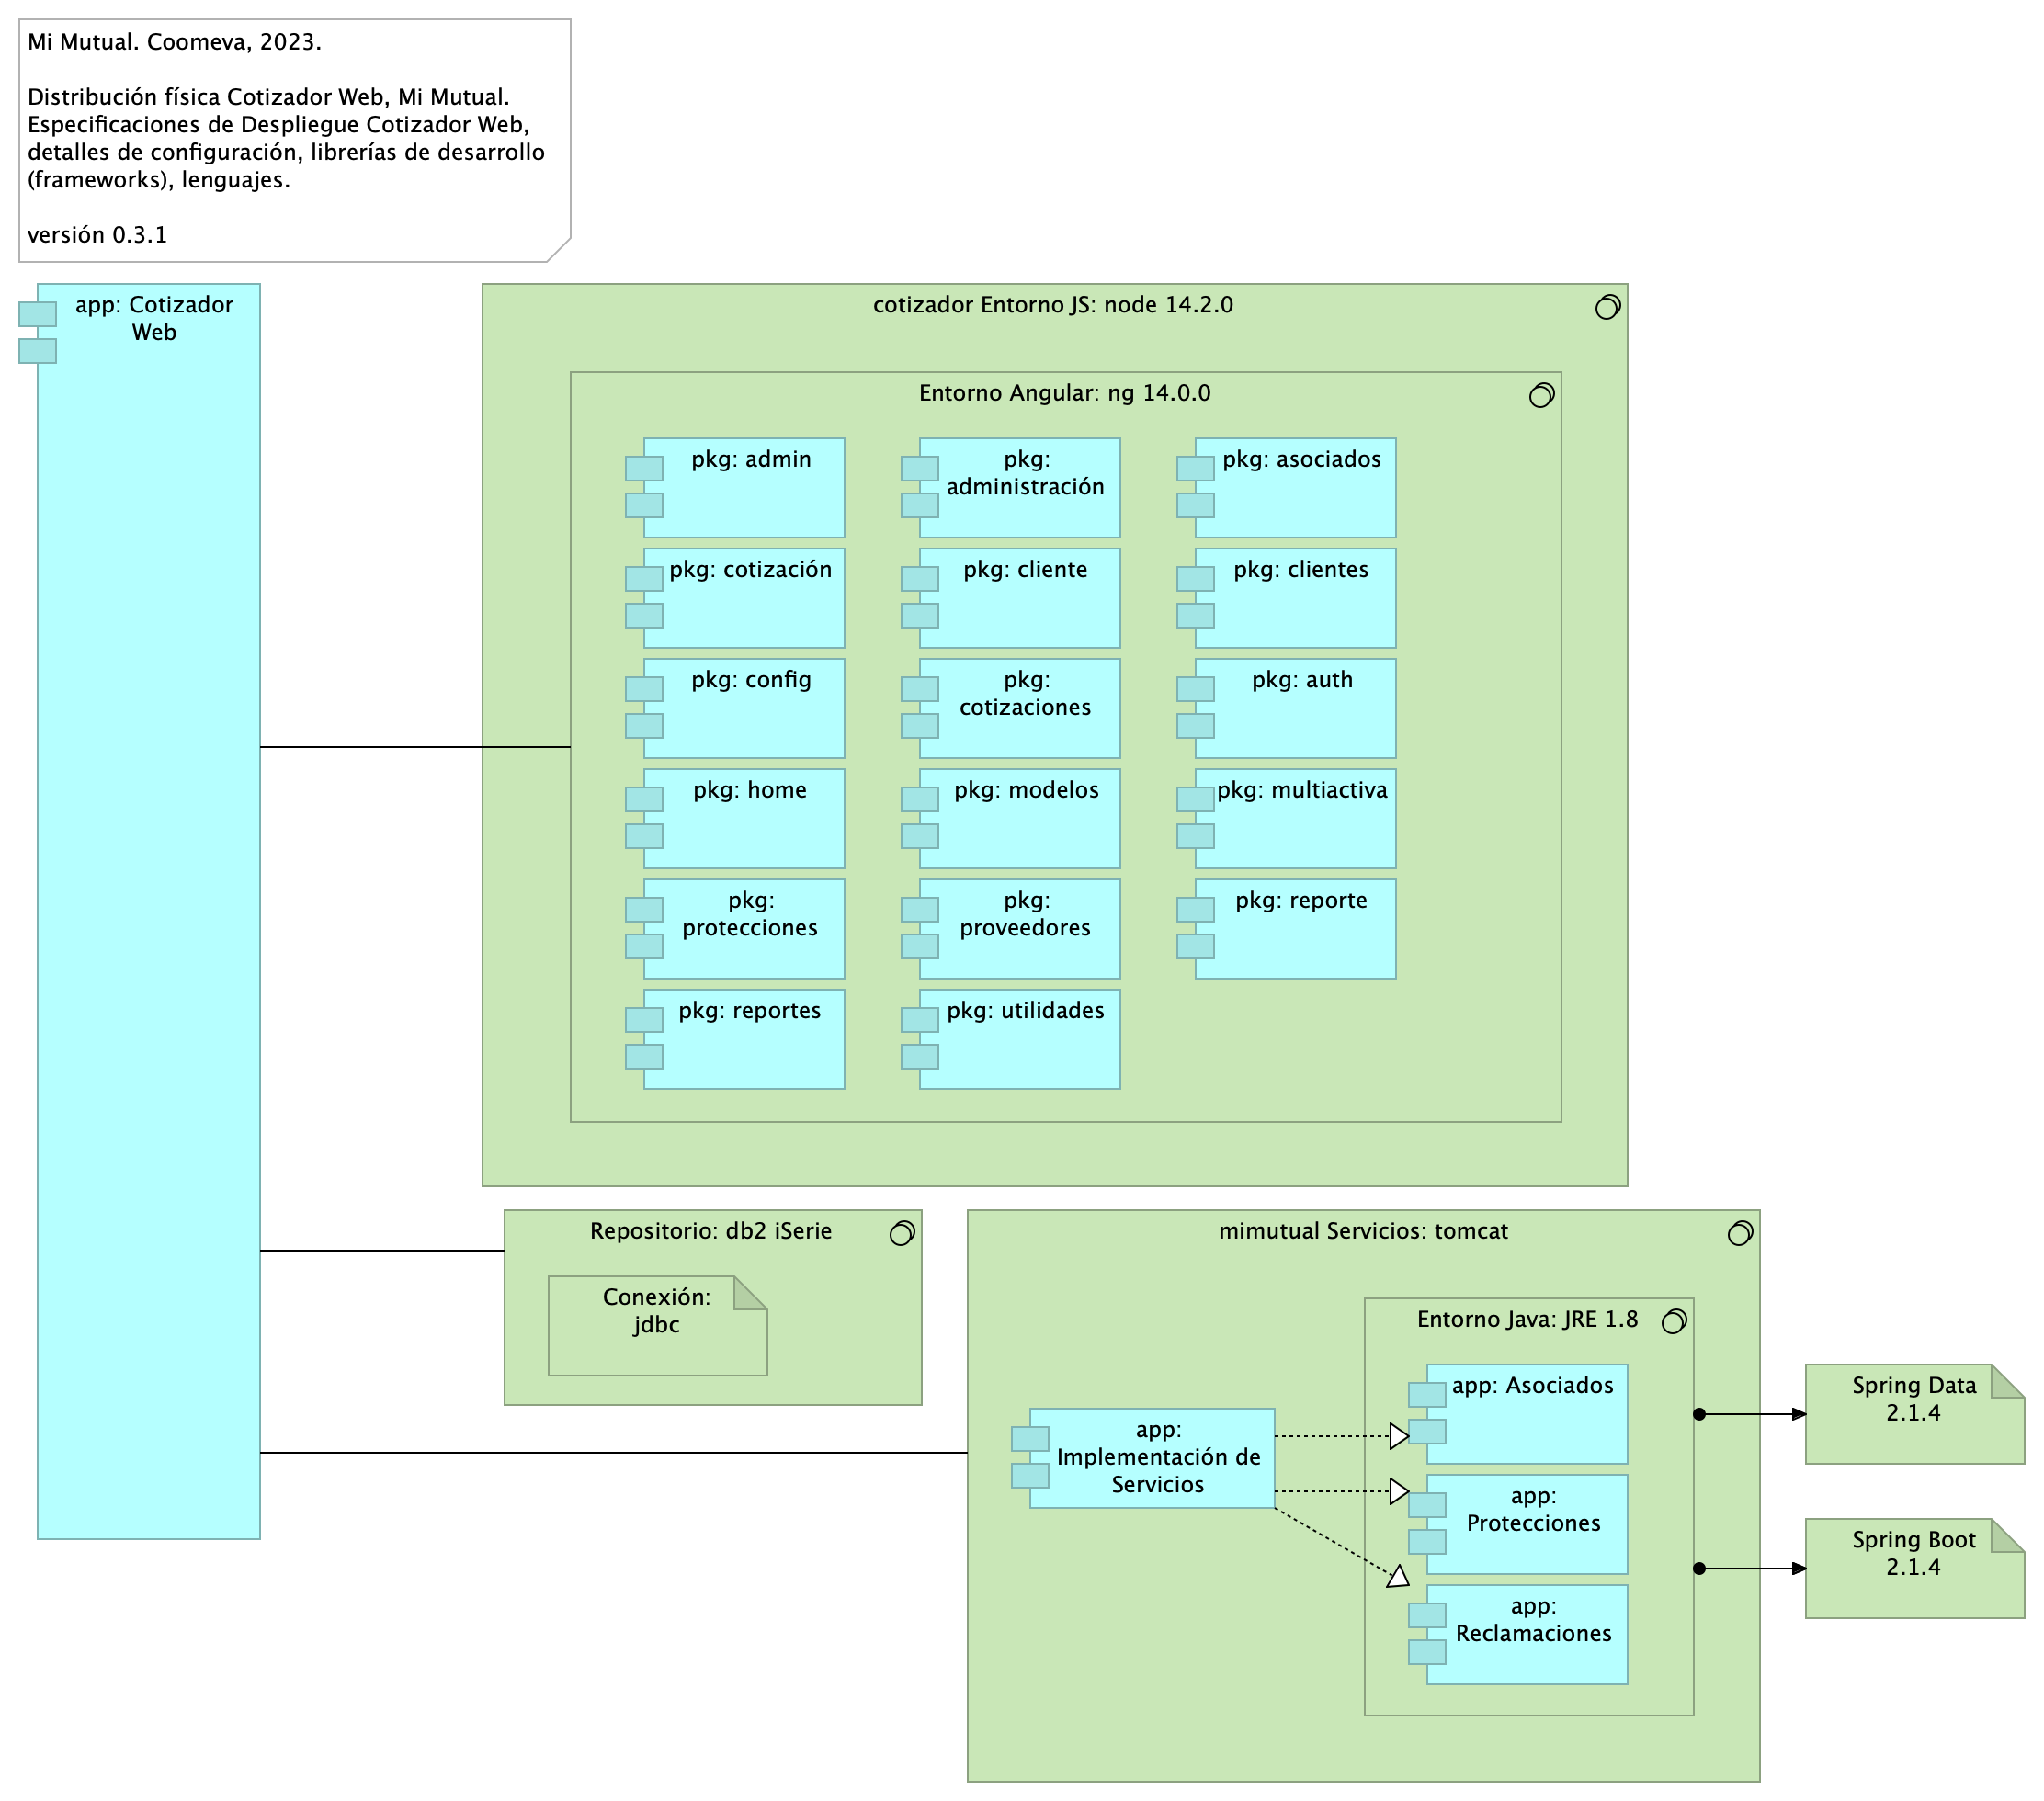 Mi Mutual. Coomeva, 2023.
Distribución física Cotizador Web, Mi Mutual.
Especificaciones de Despliegue Cotizador Web,
detalles de configuración, librerías de desarrollo
(frameworks), lenguajes.
versión 0.3.1
app: Cotizador
Web
cotizador Entorno JS: node 14.2.0
Entorno Angular: ng 14.0.0
pkg: admin
pkg:
administración
pkg: asociados
pkg: cotización
pkg: cliente
pkg: clientes
pkg: config
pkg:
cotizaciones
pkg: auth
pkg: home
pkg: modelos
pkg: multiactiva
pkg:
protecciones
pkg:
proveedores
pkg: reporte
pkg: reportes
pkg: utilidades
Repositorio: db2 iSerie
Conexión:
jdbc
mimutual Servicios: tomcat
Entorno Java: JRE 1.8
app:
Implementación de
Servicios
app: Asociados
app:
Protecciones
app:
Reclamaciones
Spring Data
2.1.4
Spring Boot
2.1.4